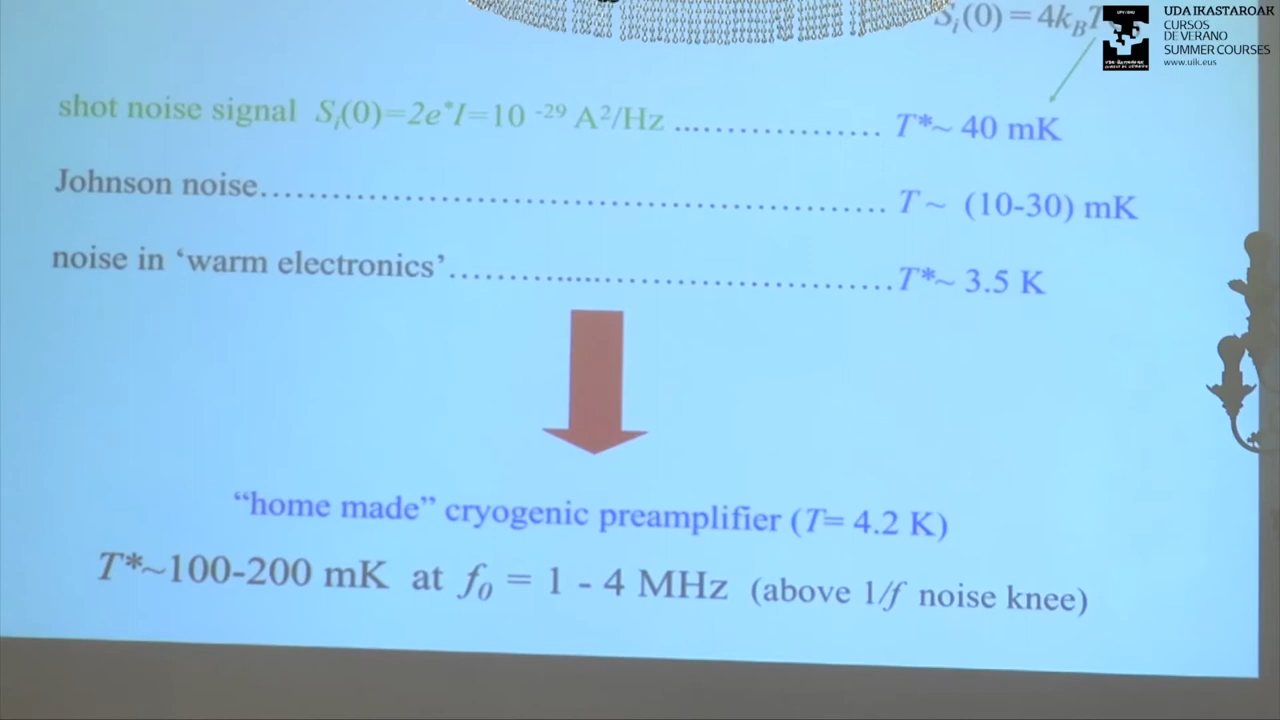 S_i(0) = 4k_BT
UDA IKASTAROAK
CURSOS
DE VERANO
SUMMER COURSES
www.uik.eus
shot noise signal S_i(0)=2e*I=10 ⁻²⁹ A²/Hz ................... T*~ 40 mK
Johnson noise.......................................................... T ~ (10-30) mK
noise in ‘warm electronics’..........................................T*~ 3.5 K
“home made” cryogenic preamplifier (T= 4.2 K)
T*~100-200 mK at f₀ = 1 - 4 MHz (above 1/f noise knee)